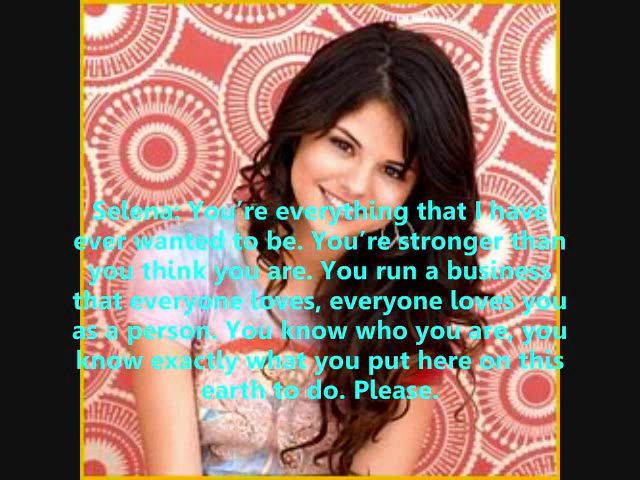 Selena: You're everything that I have
ever wanted to be. You're stronger than
you think you are. You run a business
that everyone loves, everyone loves you
as a person. You know who you are, you
know exactly what you put here on this
earth to do. Please.